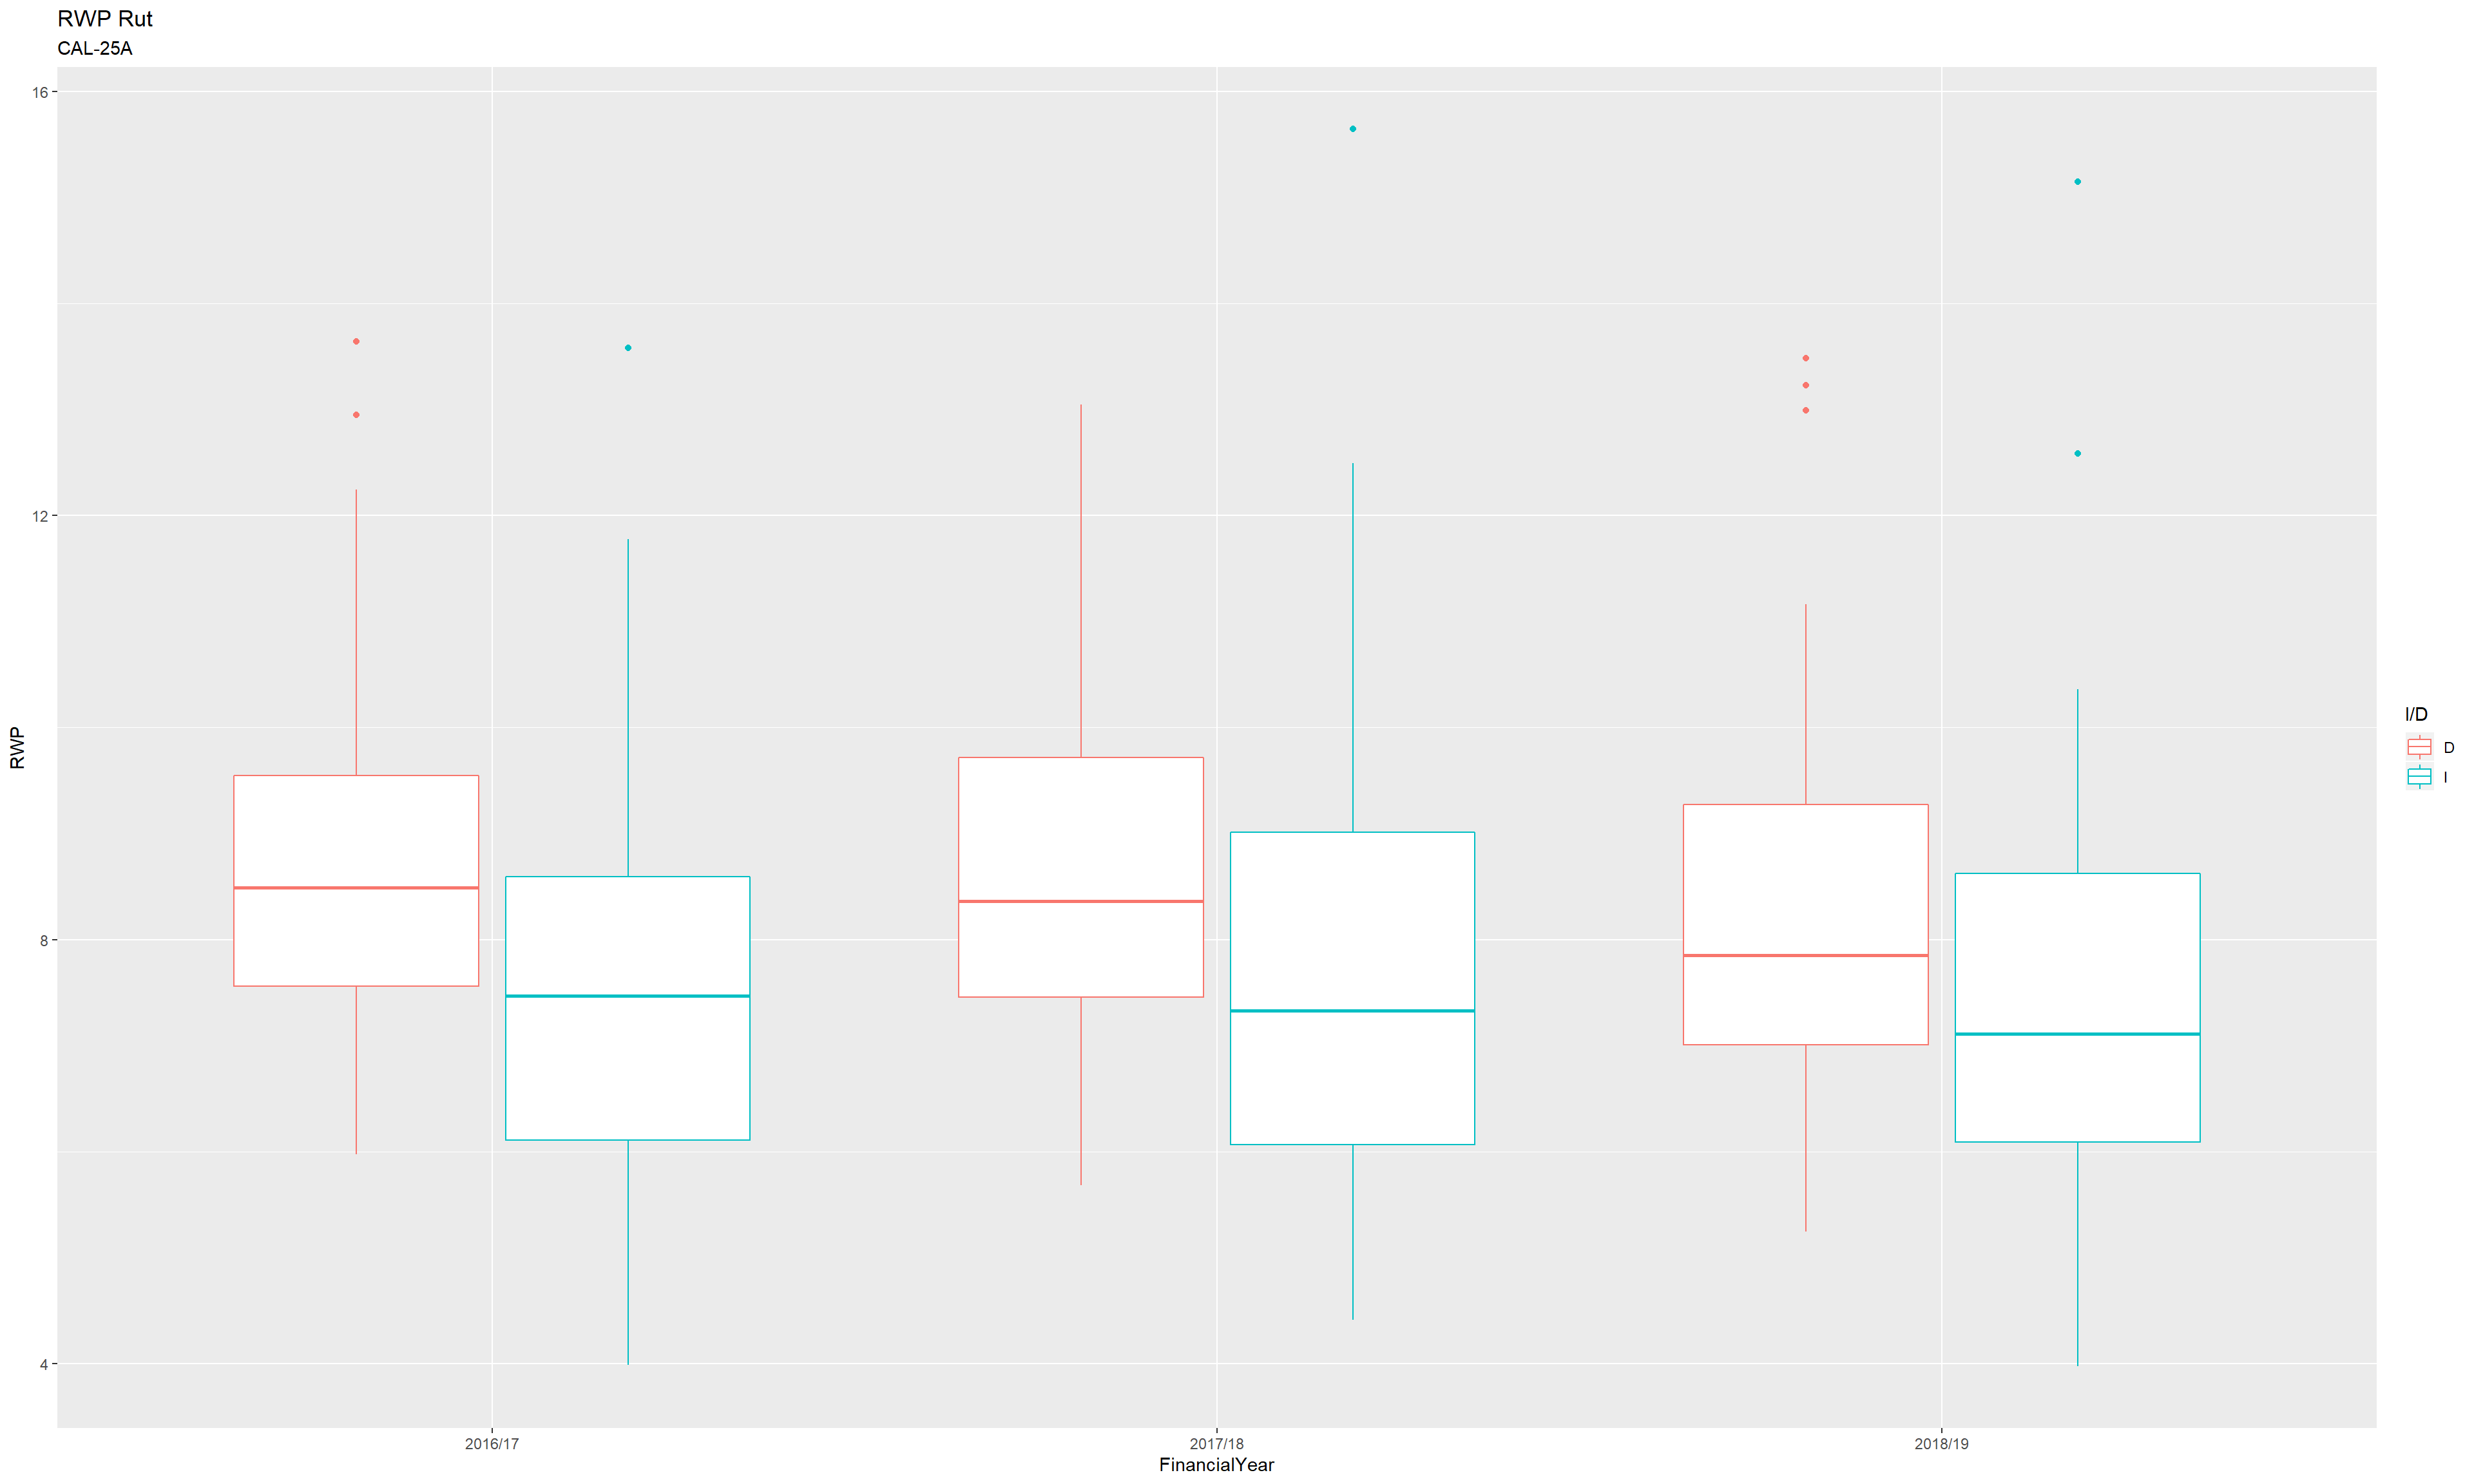 RWP Rut
CAL-25A
16
12
8
4
RWP
2016/17
2017/18
2018/19
FinancialYear
I/D
D
I